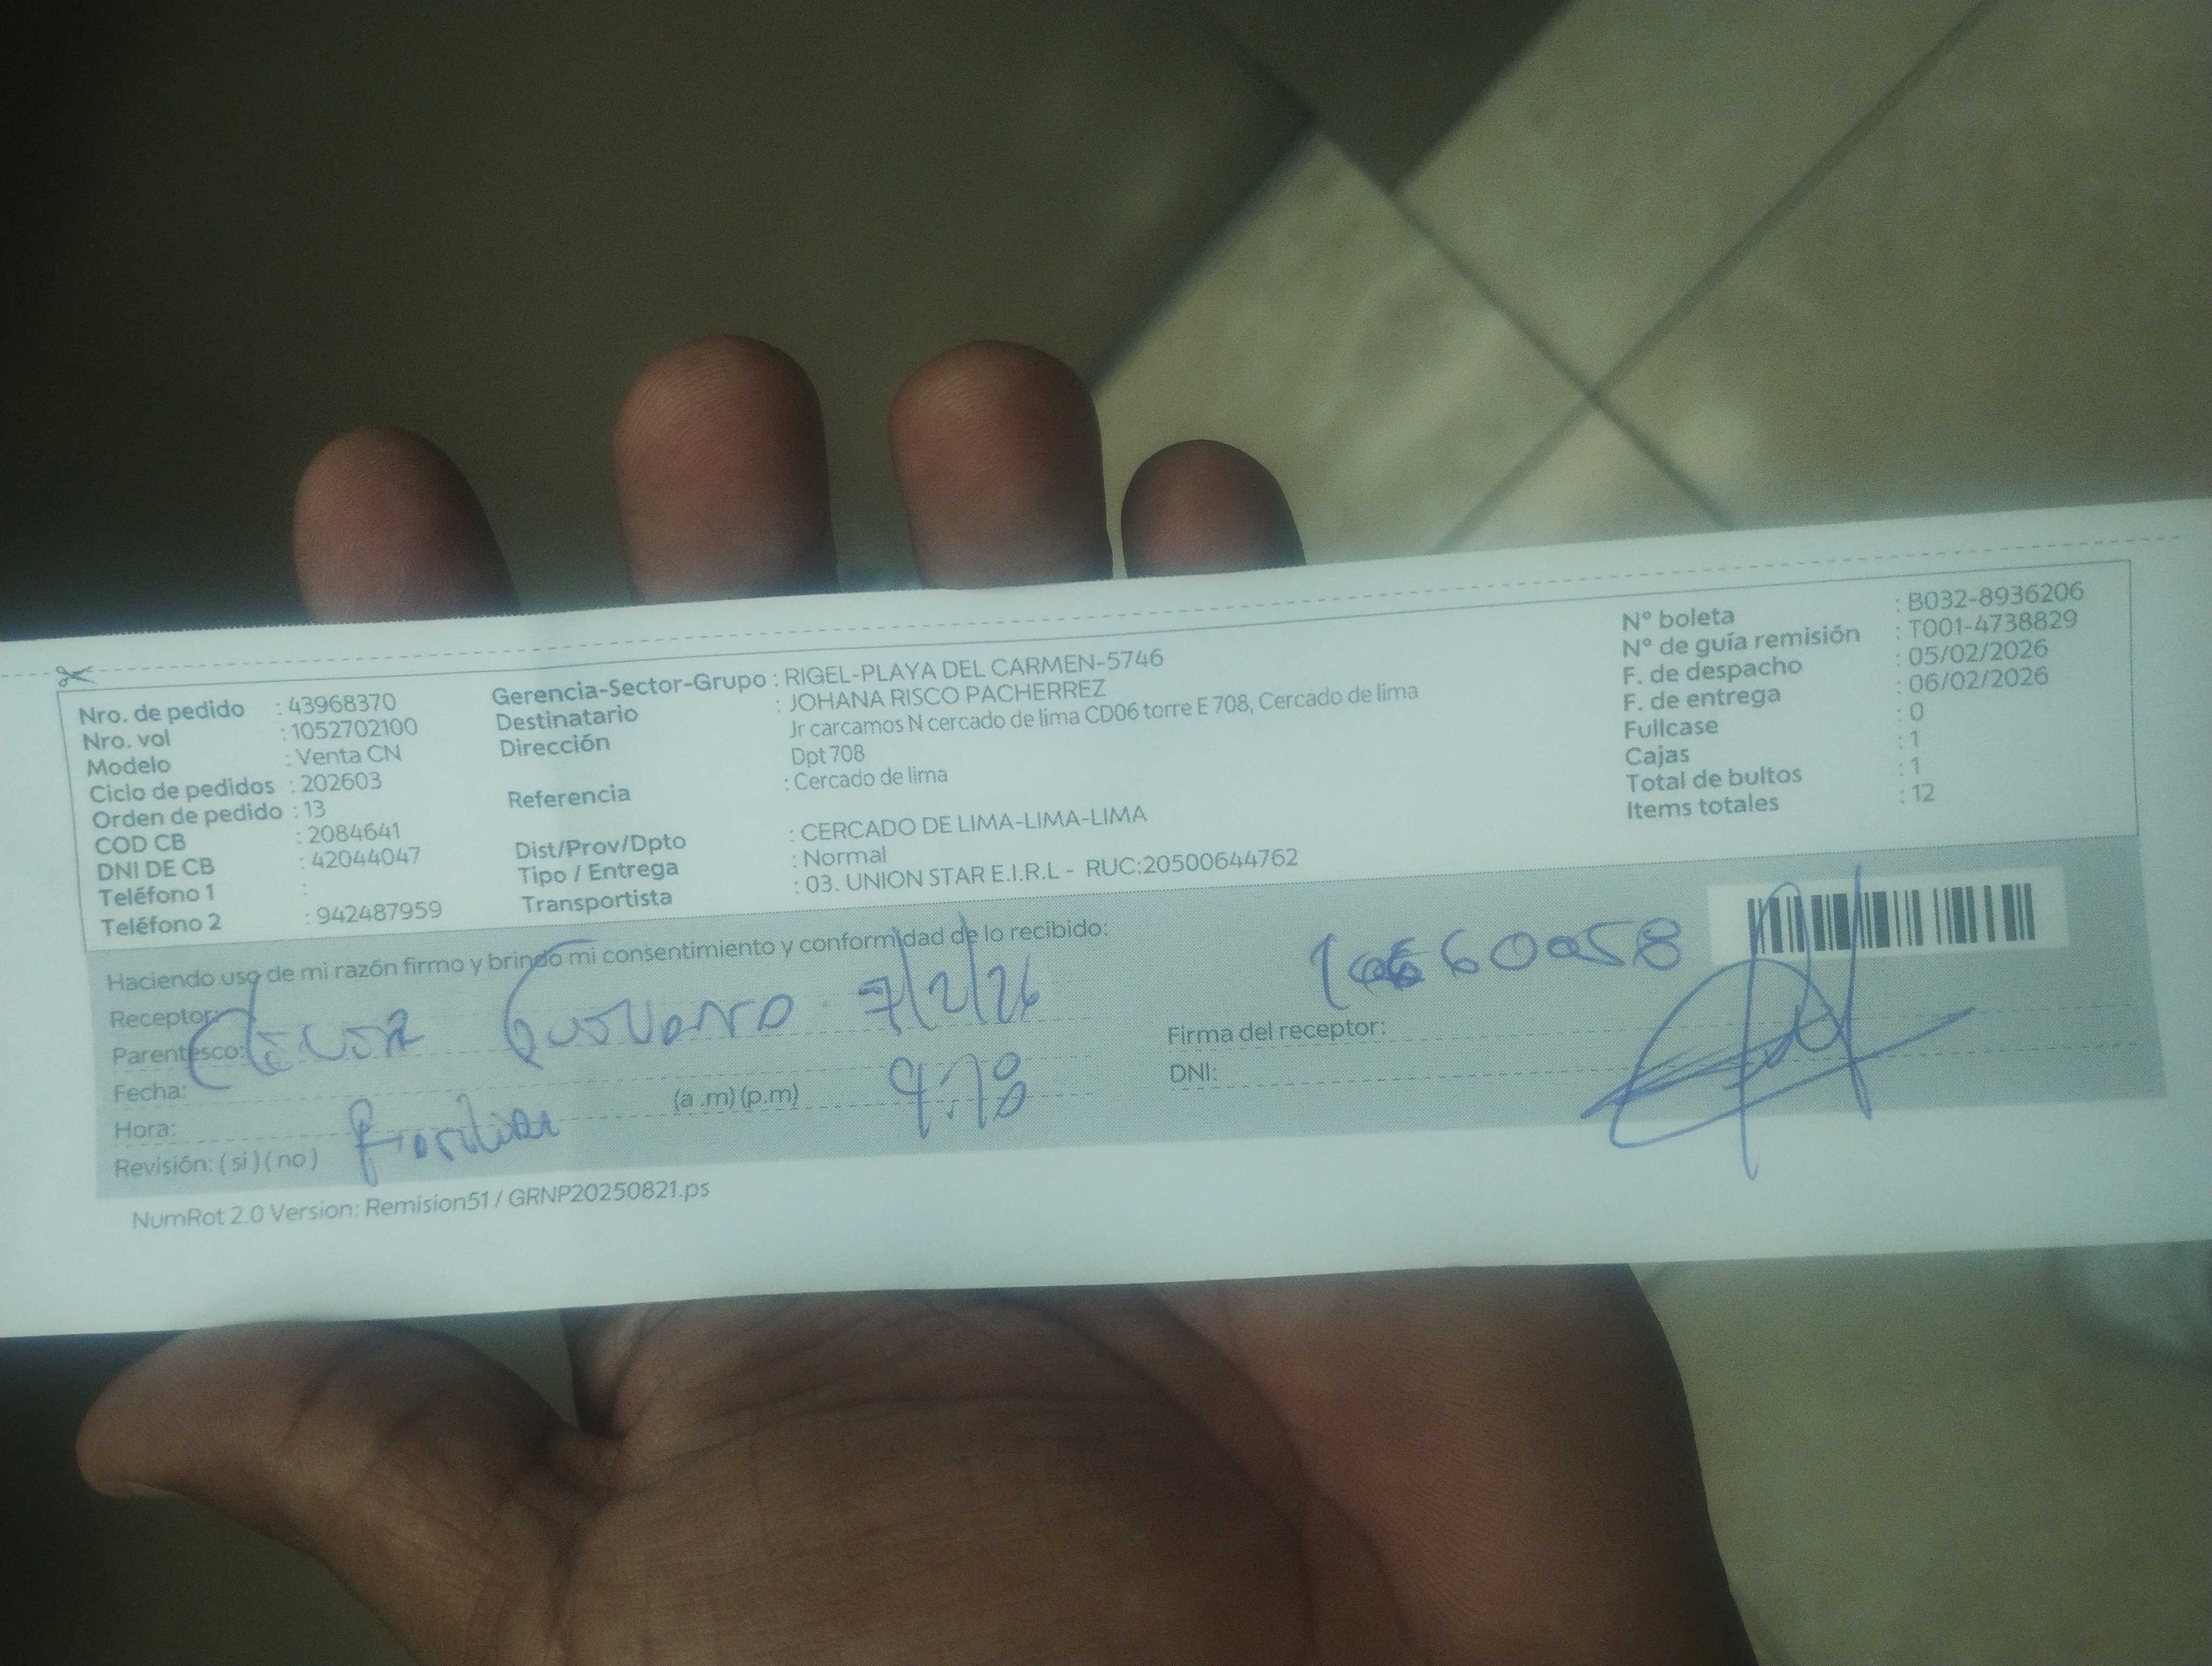 Nro. de pedido : 43968370
Nro. vol : 1052702100
Modelo : Venta CN
Ciclo de pedidos : 202603
Orden de pedido : 13
COD CB : 2084641
DNI DE CB : 42044047
Teléfono 1 :
Teléfono 2 : 942487959
Gerencia-Sector-Grupo : RIGEL-PLAYA DEL CARMEN-5746
Destinatario : JOHANA RISCO PACHERREZ
Dirección Jr carcamos N cercado de lima CD06 torre E 708, Cercado de lima
Dpt 708
Referencia : Cercado de lima
Dist/Prov/Dpto : CERCADO DE LIMA-LIMA-LIMA
Tipo / Entrega : Normal
Transportista : 03. UNION STAR E.I.R.L - RUC:20500644762
N° boleta : B032-8936206
N° de guía remisión : T001-4738829
F. de despacho : 05/02/2026
F. de entrega : 06/02/2026
Fullcase : 0
Cajas : 1
Total de bultos : 1
Items totales : 12
Haciendo uso de mi razón firmo y brindo mi consentimiento y conformidad de lo recibido:
Receptor:
Parentesco: 7/2/26
Fecha:
Hora: (a .m) (p.m) 9:18
Revisión: ( si ) ( no )
Firma del receptor:
DNI:
NumRot 2.0 Version: Remision51 / GRNP20250821.ps